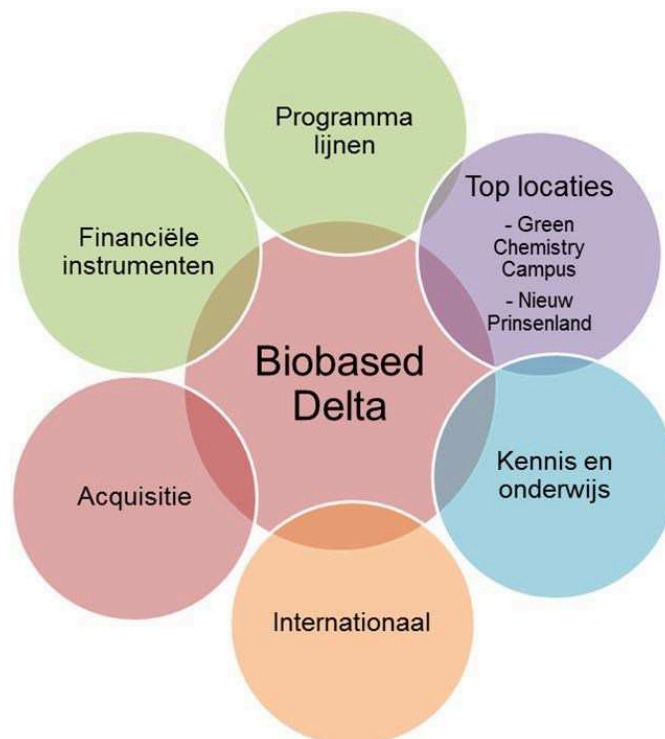 Programma
lijnen
Top locaties
- Green
Chemistry
Campus
- Nieuw
Prinsenland
Financiële
instrumenten
Biobased
Delta
Kennis en
onderwijs
Acquisitie
Internationaal